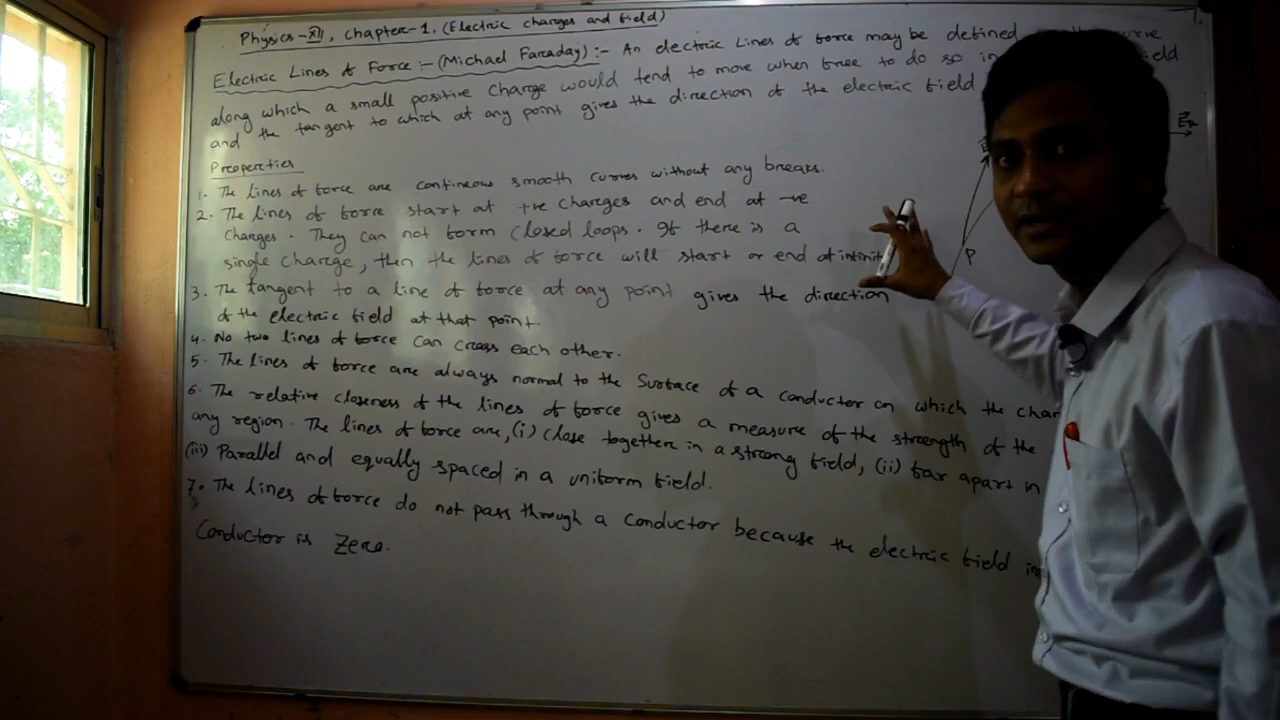 Physics-XII, chapter-1. (Electric charges and field)
Electric Lines of Force :- (Michael Faraday) :- An electric Lines of force may be defined
along which a small positive charge would tend to move when free to do so in
and the tangent to which at any point gives the direction of the electric field
Properties
1. The lines of force are contineous smooth curves without any breaks.
2. The lines of force start at +ve charges and end at -ve
charges. They can not form closed loops. If there is a
single charge, then the lines of force will start or end at
3. The tangent to a line of force at any point gives the direction
of the electric field at that point.
4. No two lines of force can cross each other.
5. The lines of force are always normal to the surface of a conductor on which the
6. The relative closeness of the lines of force gives a measure of the strength of the
any region. The lines of force are, (i) close together in a strong field, (ii) far apart in
(iii) Parallel and equally spaced in a uniform field.
7. The lines of force do not pass through a conductor because the electric field
conductor is zero.
P